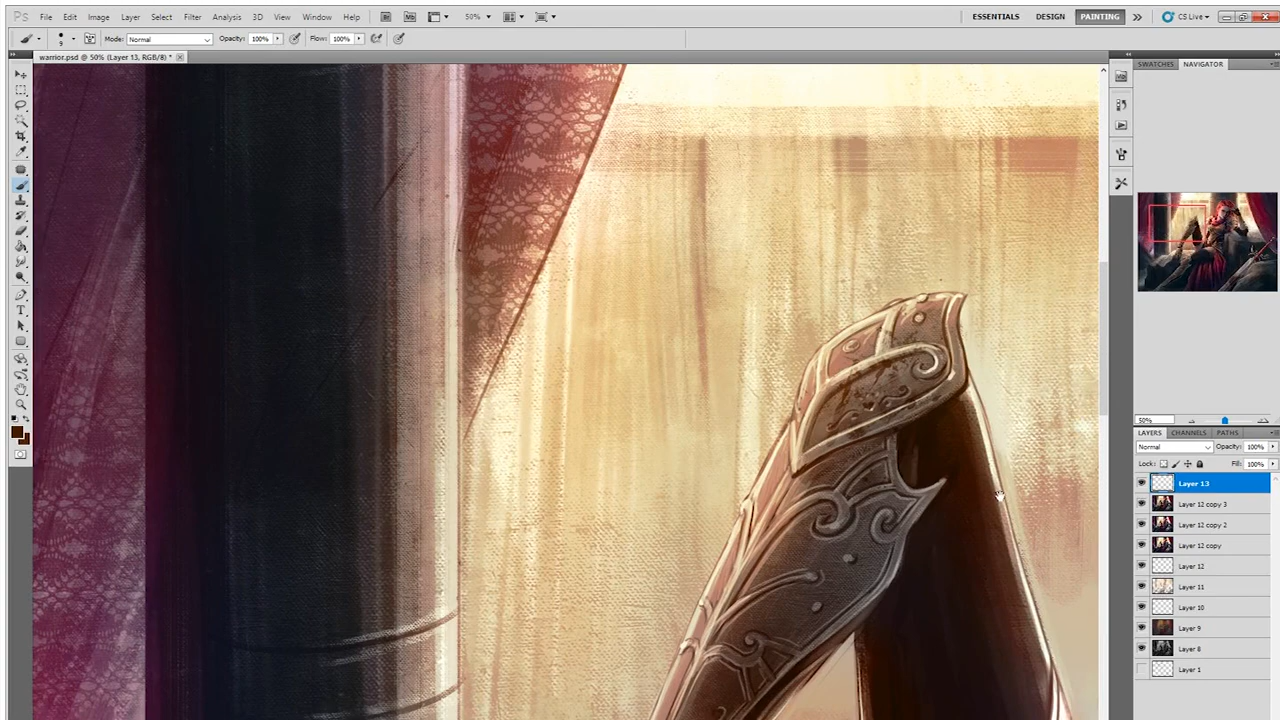 Ps File Edit Image Layer Select Filter Analysis 3D View Window Help Br Mb 50% ESSENTIALS DESIGN PAINTING CS Live
9 Mode: Normal Opacity: 100% Flow: 100%
warrior.psd @ 50% (Layer 13, RGB/8) *
SWATCHES NAVIGATOR
50%
LAYERS CHANNELS PATHS
Normal Opacity: 100%
Lock: Fill: 100%
Layer 13
Layer 12 copy 3
Layer 12 copy 2
Layer 12 copy
Layer 12
Layer 11
Layer 10
Layer 9
Layer 8
Layer 1